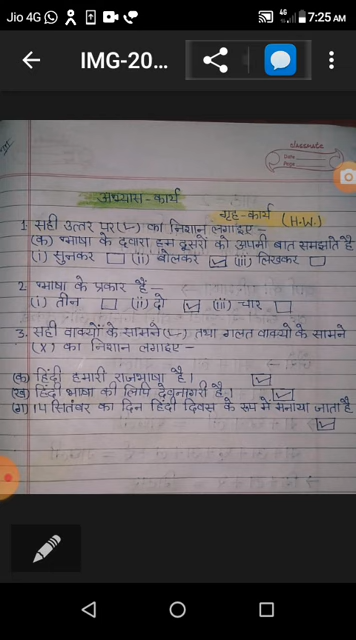 Jio 4G 4G 7:25 AM
IMG-20...
classmate
Date
Page
अभ्यास-कार्य
गृह-कार्य (H.W.)
1. सही उत्तर पर (✓) का निशान लगाइए –
(क) भाषा के द्वारा हम दूसरों को अपनी बात समझाते है
(i) सुनकर ☐ (ii) बोलकर ☑ (iii) लिखकर ☐
2. भाषा के प्रकार हैं –
(i) तीन ☐ (ii) दो ☑ (iii) चार ☐
3. सही वाक्यों के सामने (✓) तथा गलत वाक्यो के सामने
(X) का निशान लगाइए –
(क) हिंदी हमारी राजभाषा है। ☑
(ख) हिंदी भाषा की लिपि देवनागरी है। ☑
(ग) 14 सितंबर का दिन हिंदी दिवस के रूप में मनाया जाता है
☑